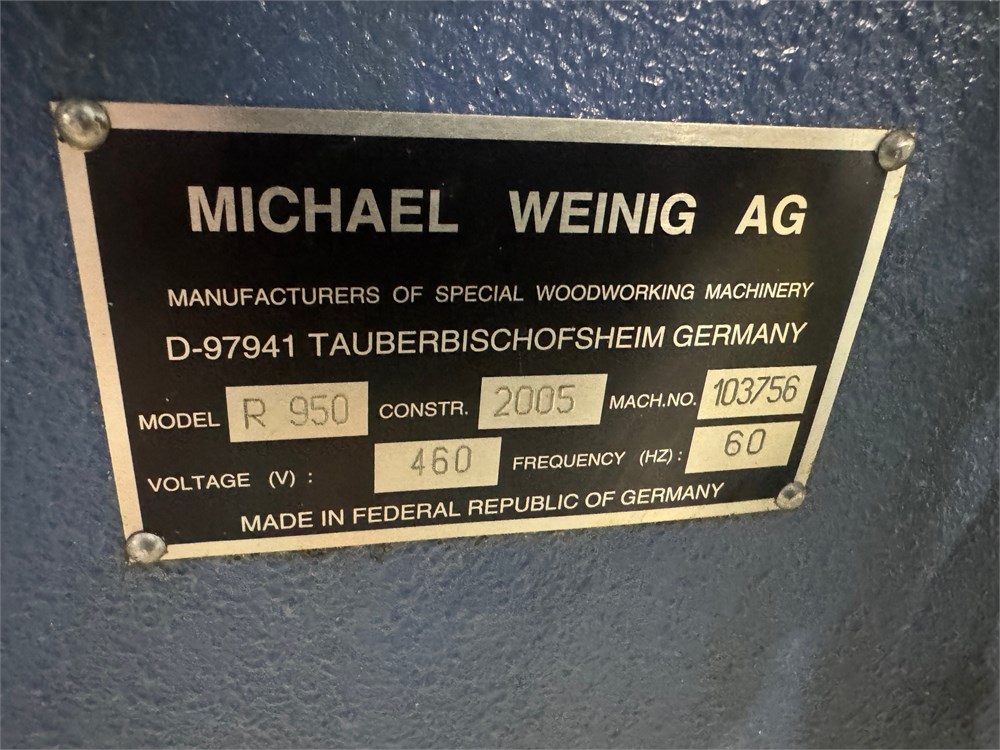 MICHAEL WEINIG AG
MANUFACTURERS OF SPECIAL WOODWORKING MACHINERY
D-97941 TAUBERBISCHOFSHEIM GERMANY
MODEL R 950 CONSTR. 2005 MACH.NO. 103756
VOLTAGE (V) : 460 FREQUENCY (HZ) : 60
MADE IN FEDERAL REPUBLIC OF GERMANY